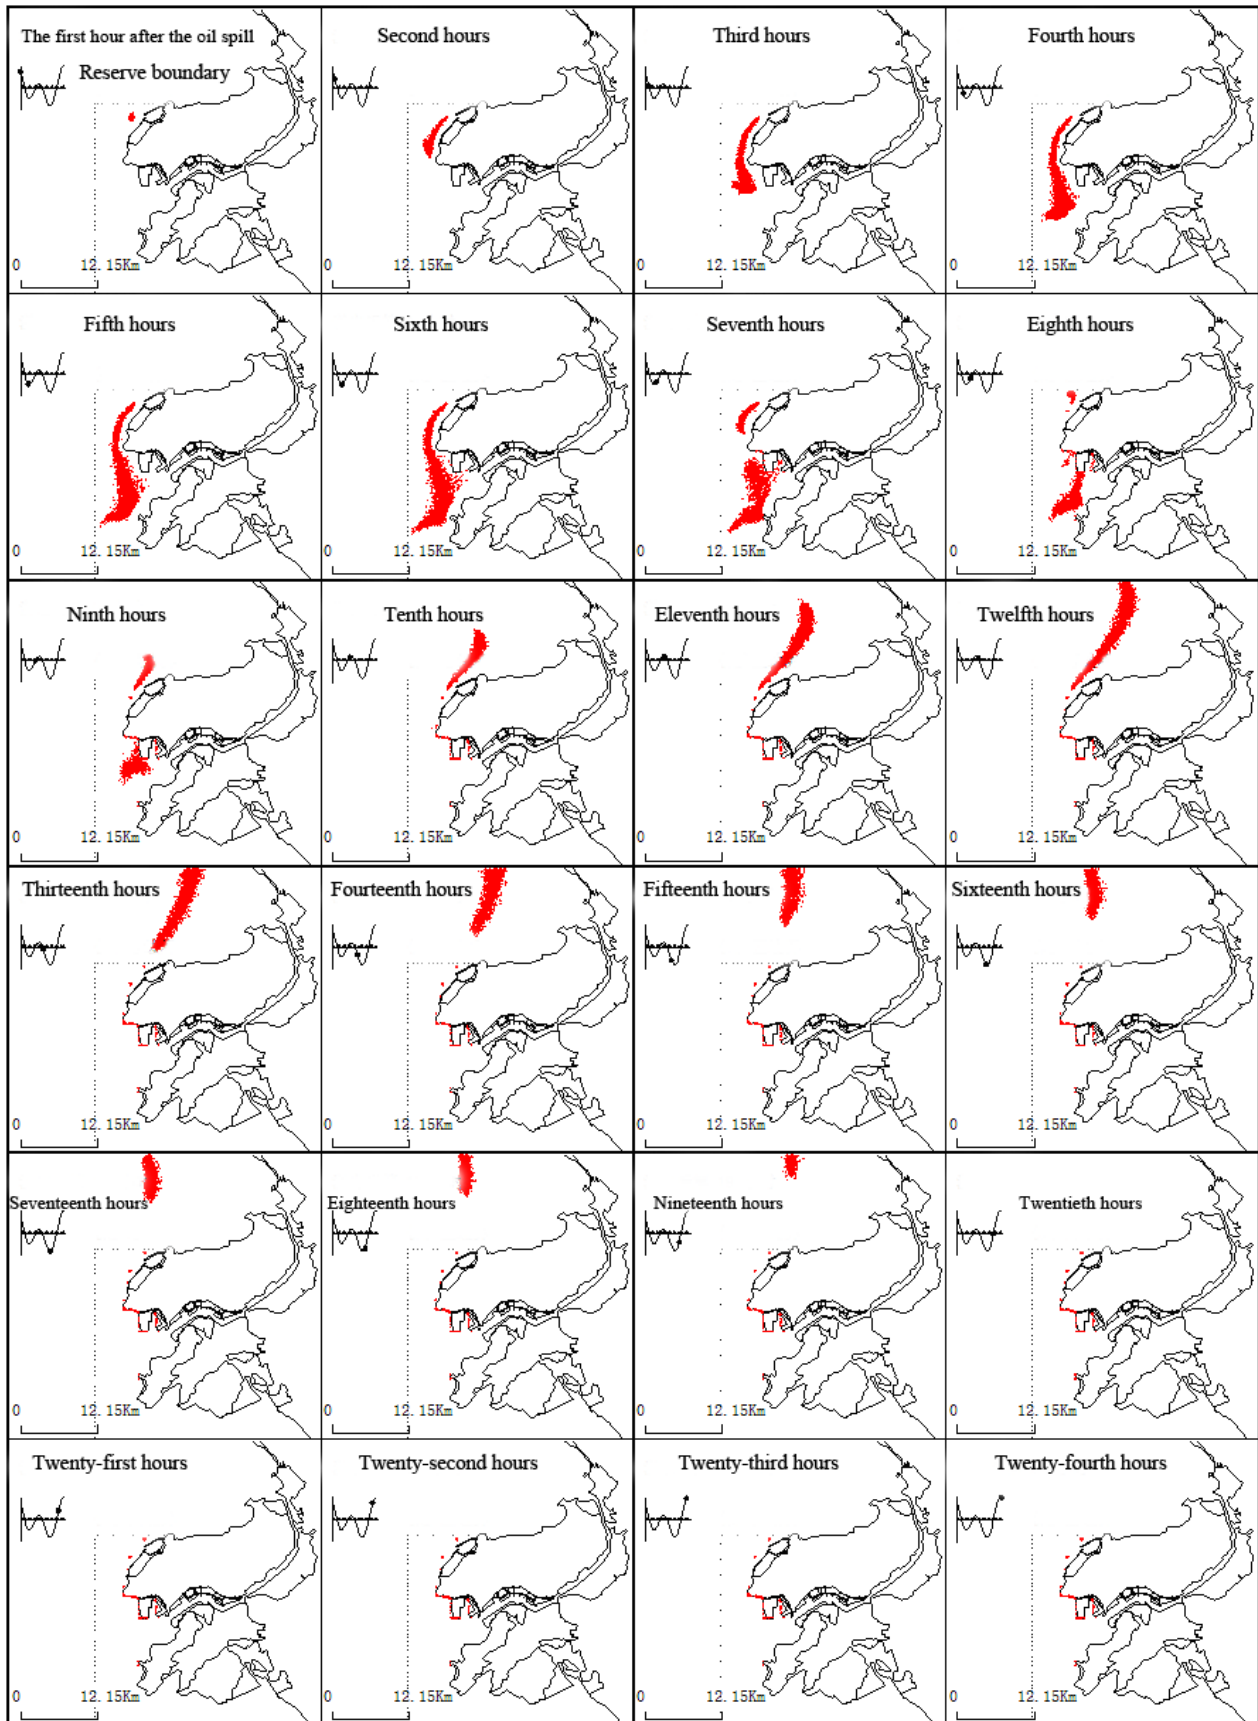 The first hour after the oil spill
Reserve boundary
0 12.15Km
Second hours
0 12.15Km
Third hours
0 12.15Km
Fourth hours
0 12.15Km
Fifth hours
0 12.15Km
Sixth hours
0 12.15Km
Seventh hours
0 12.15Km
Eighth hours
0 12.15Km
Ninth hours
0 12.15Km
Tenth hours
0 12.15Km
Eleventh hours
0 12.15Km
Twelfth hours
0 12.15Km
Thirteenth hours
0 12.15Km
Fourteenth hours
0 12.15Km
Fifteenth hours
0 12.15Km
Sixteenth hours
0 12.15Km
Seventeenth hours
0 12.15Km
Eighteenth hours
0 12.15Km
Nineteenth hours
0 12.15Km
Twentieth hours
0 12.15Km
Twenty-first hours
0 12.15Km
Twenty-second hours
0 12.15Km
Twenty-third hours
0 12.15Km
Twenty-fourth hours
0 12.15Km